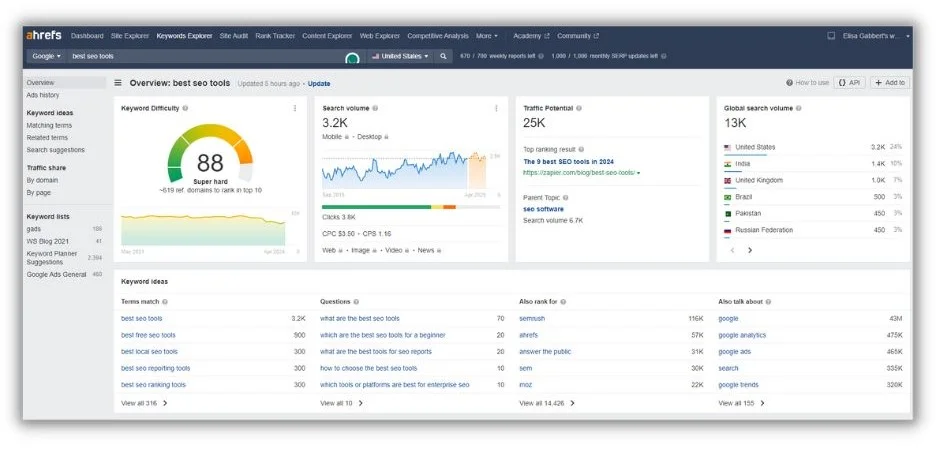 ahrefs Dashboard Site Explorer Keywords Explorer Site Audit Rank Tracker Content Explorer Web Explorer Competitive Analysis More Academy Community Elisa Gabbert's w...
Google best seo tools United States 670 / 700 weekly reports left 1,000 / 1,000 monthly SERP updates left
Overview
Ads history
Keyword ideas
Matching terms
Related terms
Search suggestions
Traffic share
By domain
By page
Keyword lists
gads 188
WS Blog 2021 41
Keyword Planner
Suggestions 2,394
Google Ads General 460
Overview: best seo tools Updated 5 hours ago Update
How to use API Add to
Keyword Difficulty
88
Super hard
~619 ref. domains to rank in top 10
May 2023 Apr 2024 0
Search volume
3.2K
Mobile Desktop
Sep 2015 Apr 2025 0
Clicks 3.8K
CPC $3.50 CPS 1.16
Web Image Video News
Traffic Potential
25K
Top ranking result
The 9 best SEO tools in 2024
https://zapier.com/blog/best-seo-tools/
Parent Topic
seo software
Search volume 6.7K
Global search volume
13K
United States 3.2K 24%
India 1.4K 10%
United Kingdom 1.0K 7%
Brazil 500 3%
Pakistan 450 3%
Russian Federation 450 3%
Keyword ideas
Terms match
best seo tools 3.2K
best free seo tools 900
best local seo tools 300
best seo reporting tools 300
best seo ranking tools 300
View all 316
Questions
what are the best seo tools 70
which are the best seo tools for a beginner 20
what are the best tools for seo reports 20
how to choose the best seo tools 10
which tools or platforms are best for enterprise seo 10
View all 10
Also rank for
semrush 116K
ahrefs 57K
answer the public 31K
sem 30K
moz 22K
View all 14,426
Also talk about
google 43M
google analytics 475K
google ads 465K
search 335K
google trends 320K
View all 155